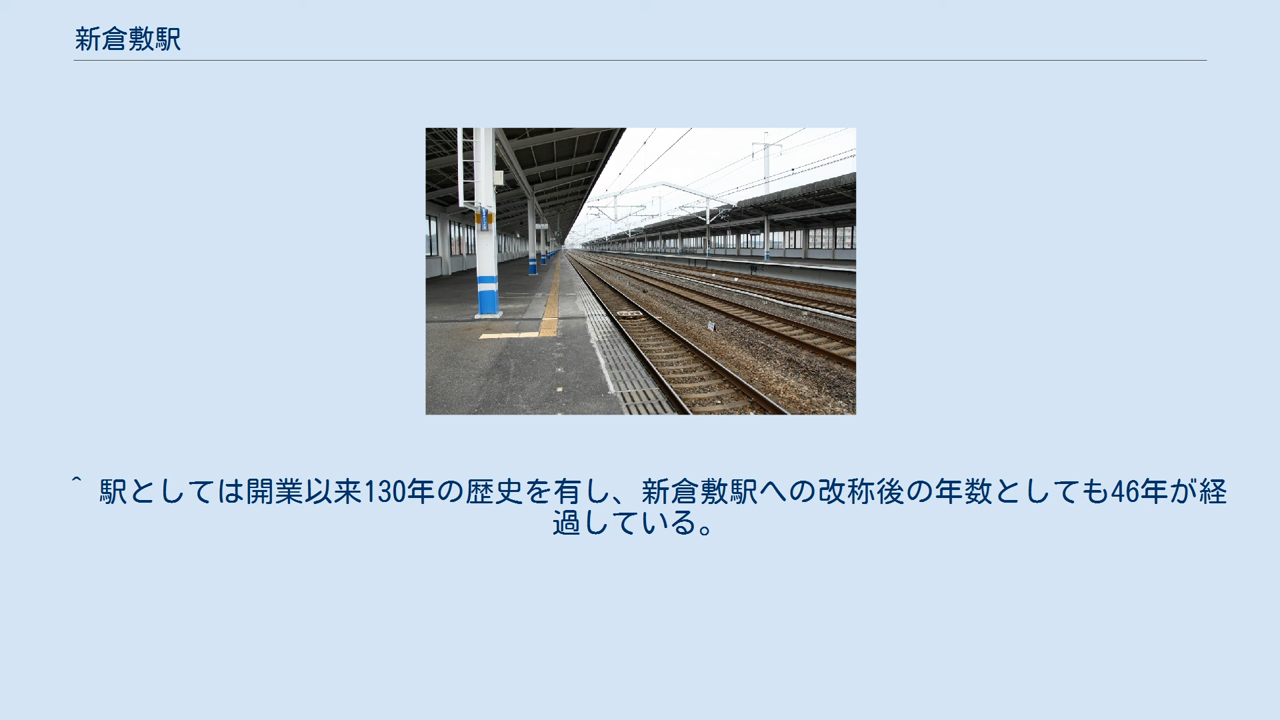 新倉敷駅
^ 駅としては開業以来130年の歴史を有し、新倉敷駅への改称後の年数としても46年が経
過している。